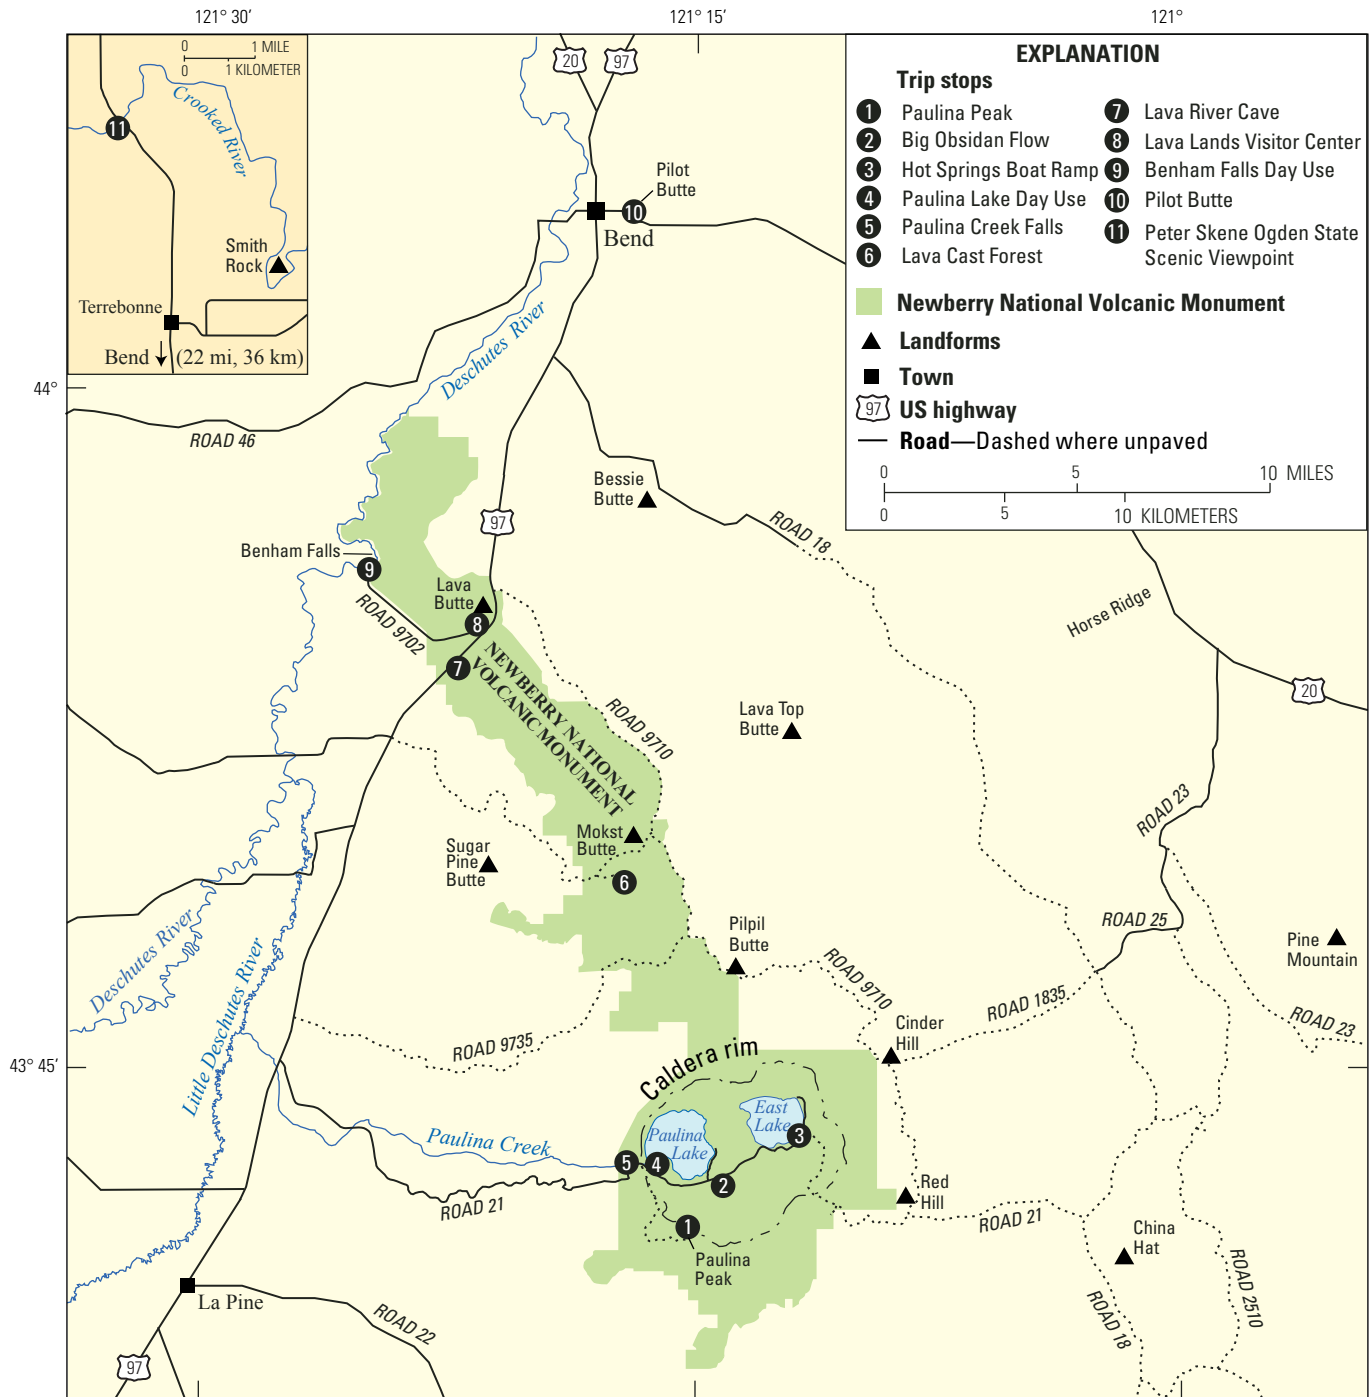 121° 30′
121° 15′
121°
0 1 MILE
0 1 KILOMETER
11
Crooked River
Smith
Rock
Terrebonne
Bend (22 mi, 36 km)
20
97
EXPLANATION
Trip stops
1 Paulina Peak
2 Big Obsidan Flow
3 Hot Springs Boat Ramp
4 Paulina Lake Day Use
5 Paulina Creek Falls
6 Lava Cast Forest
7 Lava River Cave
8 Lava Lands Visitor Center
9 Benham Falls Day Use
10 Pilot Butte
11 Peter Skene Ogden State
Scenic Viewpoint
Newberry National Volcanic Monument
Landforms
Town
97 US highway
Road—Dashed where unpaved
0 5 10 MILES
0 5 10 KILOMETERS
Pilot
Butte
10
Bend
Deschutes River
44°
ROAD 46
Bessie
Butte
97
ROAD 18
Benham Falls
9
Lava
Butte
8
ROAD 9702
7
NEWBERRY NATIONAL
VOLCANIC MONUMENT
Horse Ridge
20
ROAD 9710
Lava Top
Butte
ROAD 23
Mokst
Butte
Sugar
Pine
Butte
6
ROAD 25
Pilpil
Butte
Pine
Mountain
Deschutes River
Little Deschutes River
ROAD 9710
ROAD 1835
Cinder
Hill
ROAD 23
ROAD 9735
Caldera rim
43° 45′
East
Lake
3
Paulina
Lake
Paulina Creek
5
4
2
ROAD 21
Red
Hill
ROAD 21
1
Paulina
Peak
China
Hat
La Pine
ROAD 22
ROAD 18
ROAD 2510
97